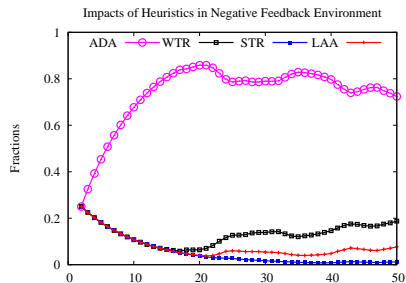 Impacts of Heuristics in Negative Feedback Environment
1
ADA WTR STR LAA
0.8
0.6
0.4
0.2
0
Fractions
0 10 20 30 40 50